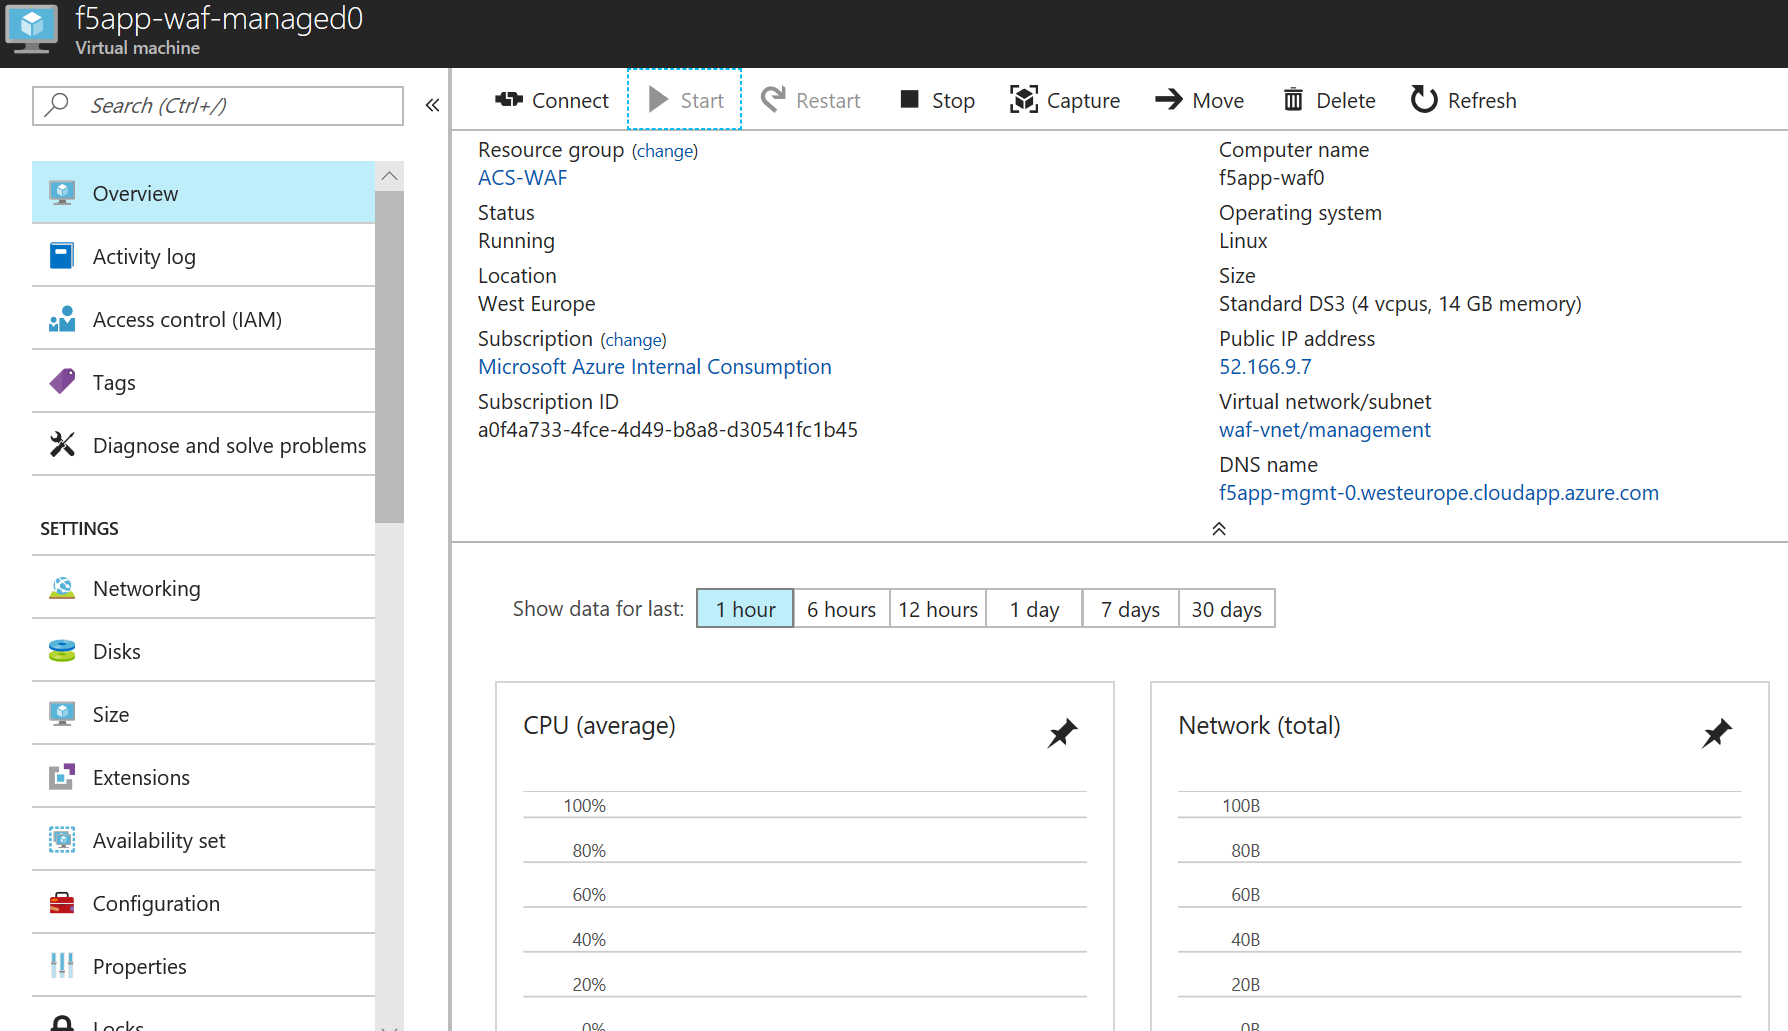 f5app-waf-managed0
Virtual machine
Search (Ctrl+/)
Overview
Activity log
Access control (IAM)
Tags
Diagnose and solve problems
SETTINGS
Networking
Disks
Size
Extensions
Availability set
Configuration
Properties
Locks
Connect
Start
Restart
Stop
Capture
Move
Delete
Refresh
Resource group (change)
ACS-WAF
Status
Running
Location
West Europe
Subscription (change)
Microsoft Azure Internal Consumption
Subscription ID
a0f4a733-4fce-4d49-b8a8-d30541fc1b45
Computer name
f5app-waf0
Operating system
Linux
Size
Standard DS3 (4 vcpus, 14 GB memory)
Public IP address
52.166.9.7
Virtual network/subnet
waf-vnet/management
DNS name
f5app-mgmt-0.westeurope.cloudapp.azure.com
Show data for last:
1 hour
6 hours
12 hours
1 day
7 days
30 days
CPU (average)
100%
80%
60%
40%
20%
0%
Network (total)
100B
80B
60B
40B
20B
0B